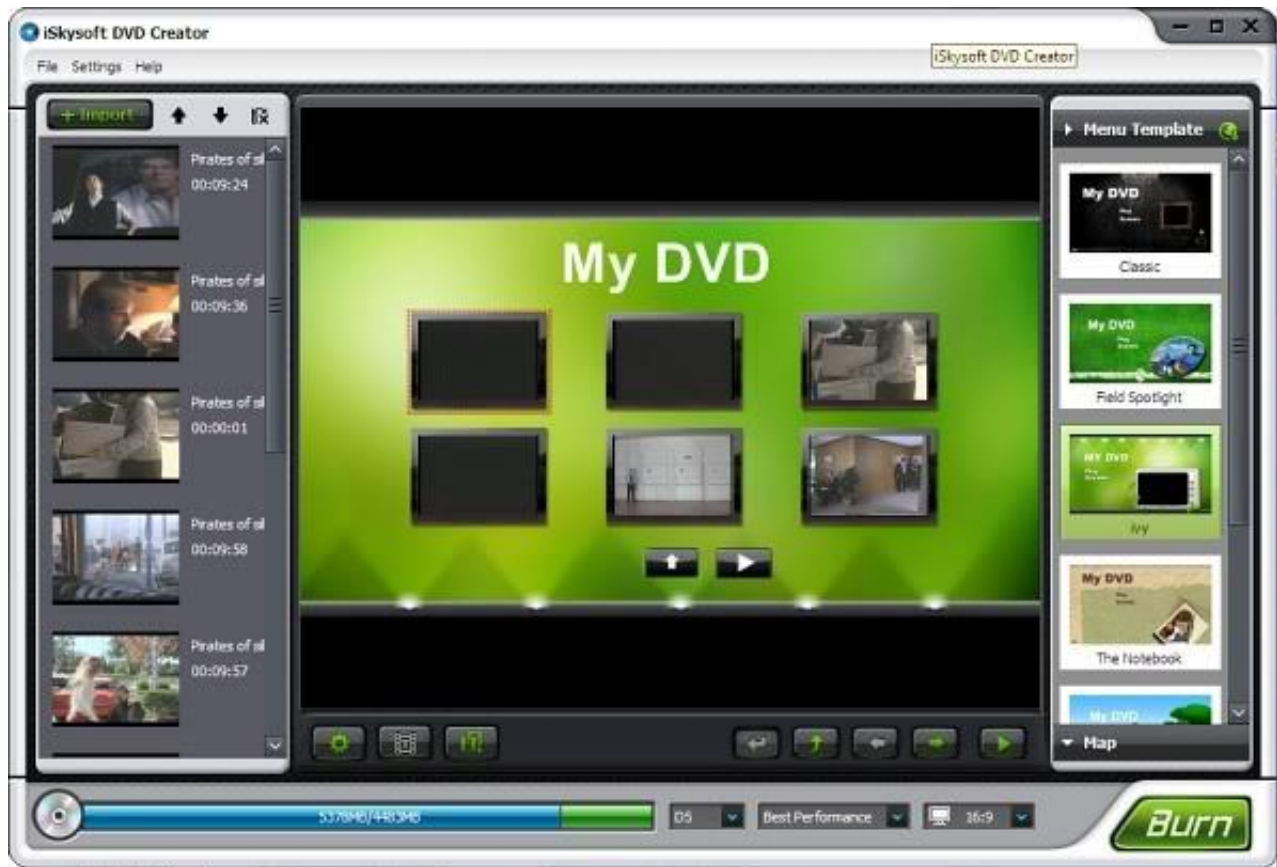 iSkysoft DVD Creator
iSkysoft DVD Creator
File Settings Help
+ Import
Menu Template
Pirates of sil
00:09:24
Pirates of sil
00:09:36
Pirates of sil
00:00:01
Pirates of sil
00:09:58
Pirates of sil
00:09:57
My DVD
My DVD
Classic
My DVD
Field Spotlight
MY DVD
Ivy
My DVD
The Notebook
My DVD
Map
5378MB/4483MB
D5
Best Performance
16:9
Burn